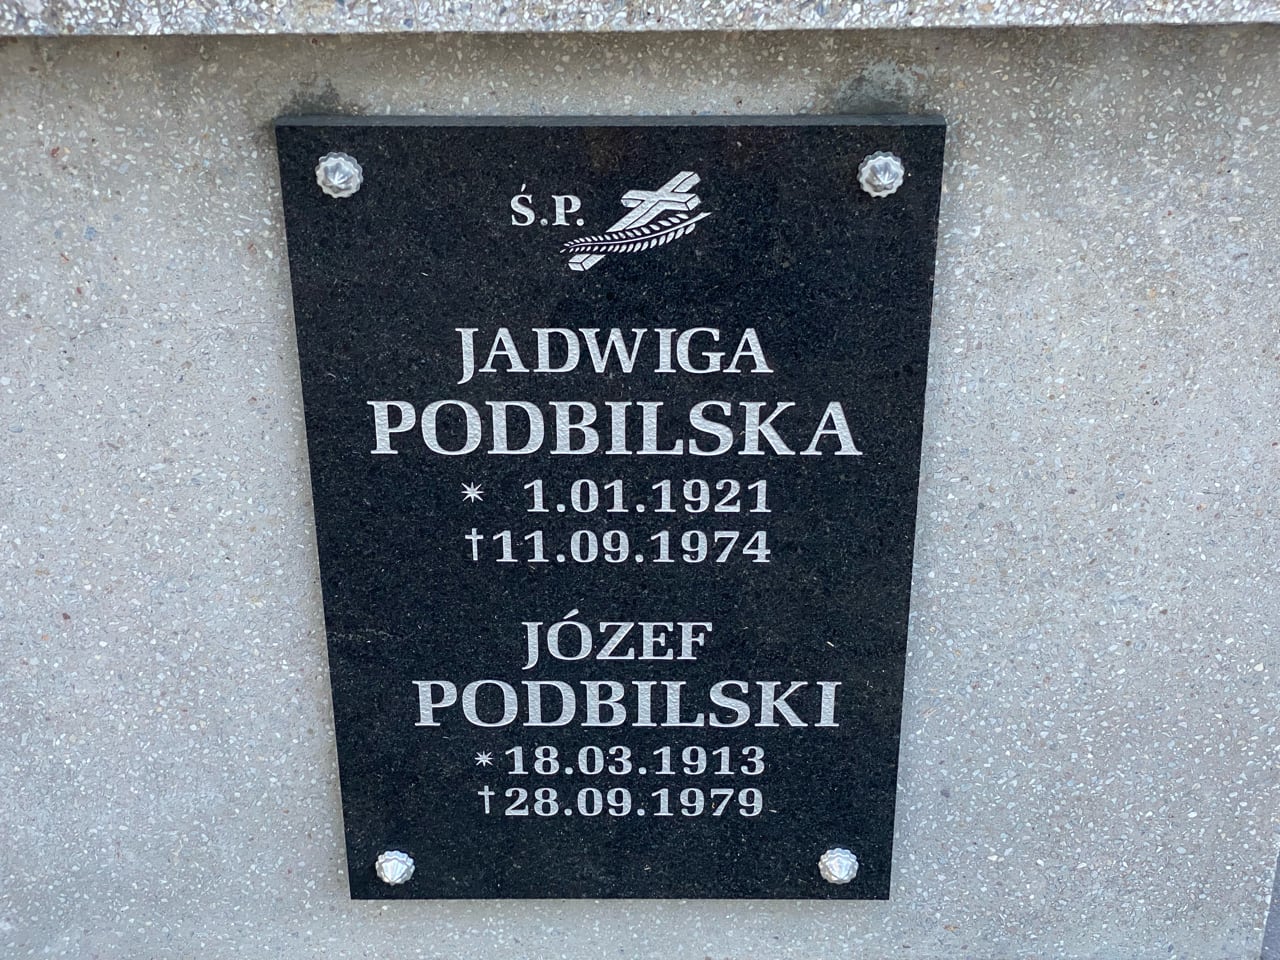 Ś.P.
JADWIGA
PODBILSKA
* 1.01.1921
†11.09.1974
JÓZEF
PODBILSKI
*18.03.1913
†28.09.1979